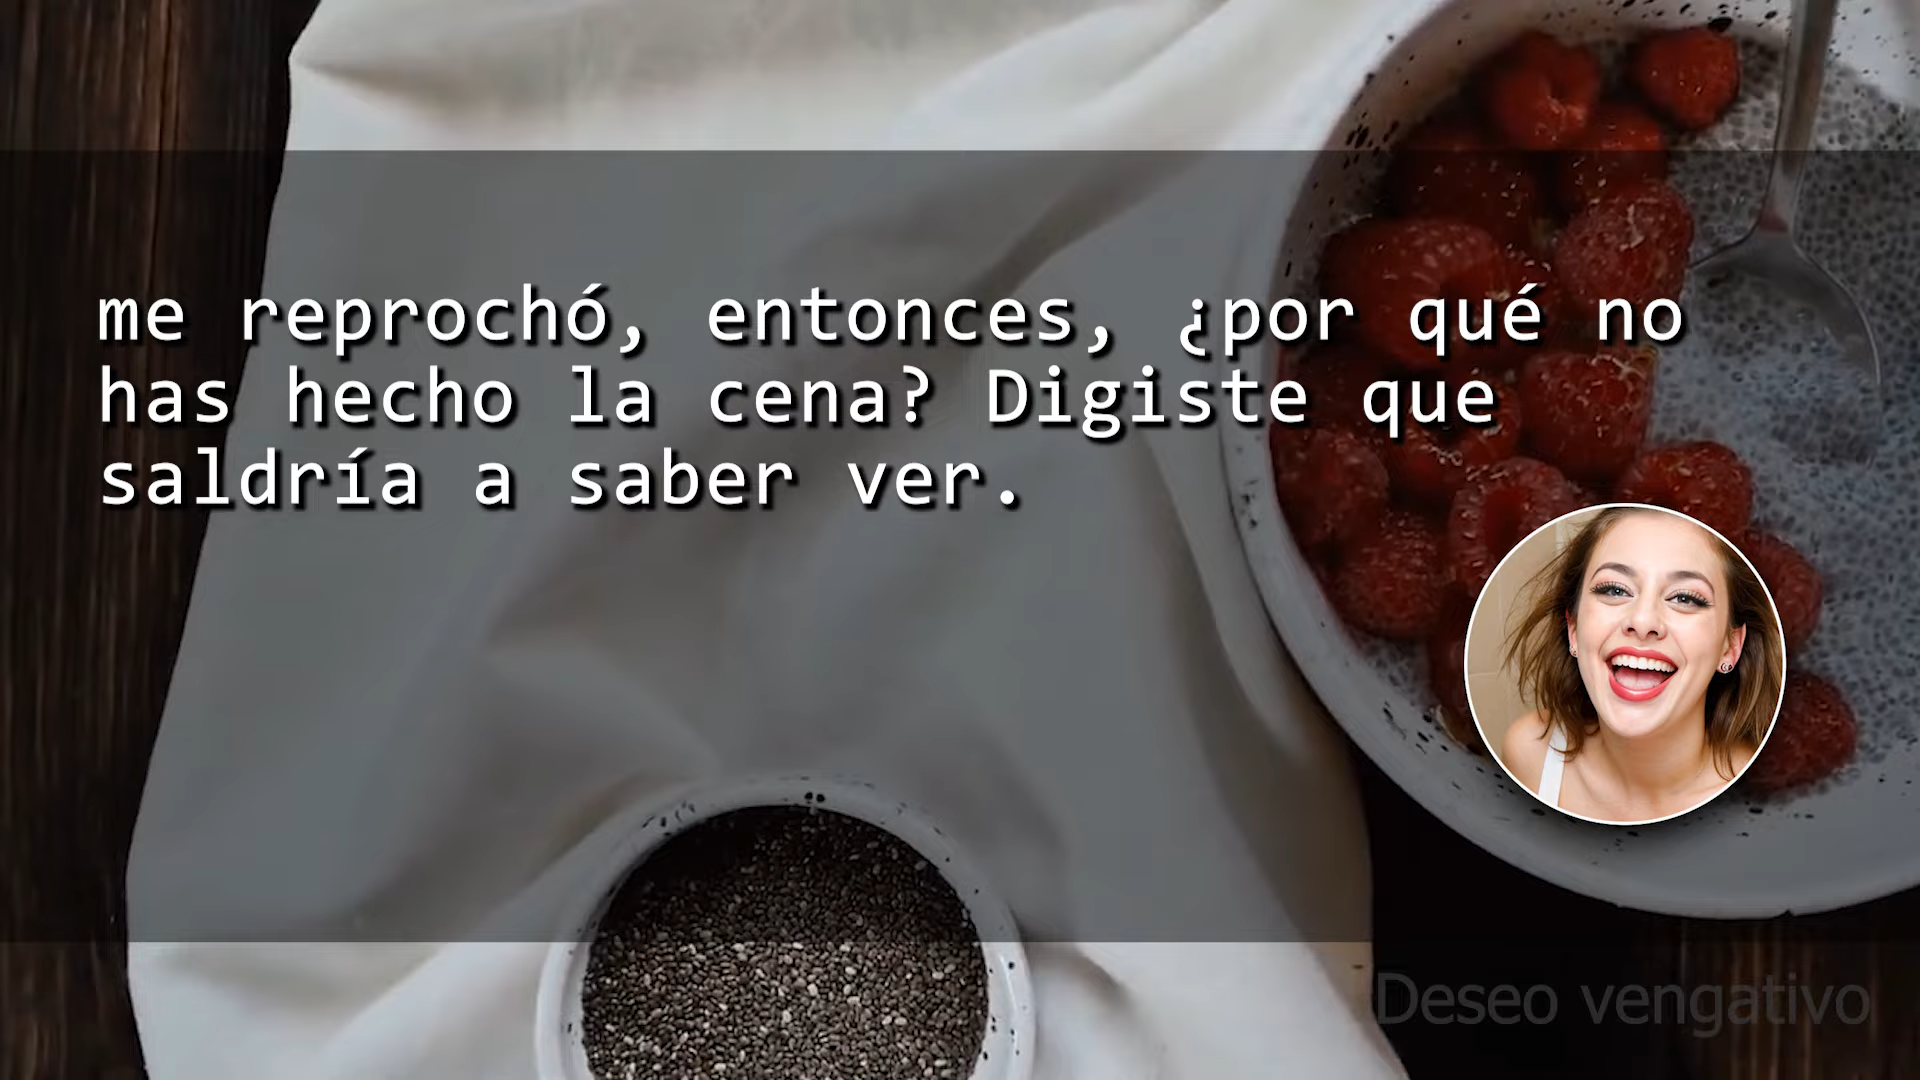 me reprochó, entonces, ¿por qué no
has hecho la cena? Digiste que
saldría a saber ver.
Deseo vengativo